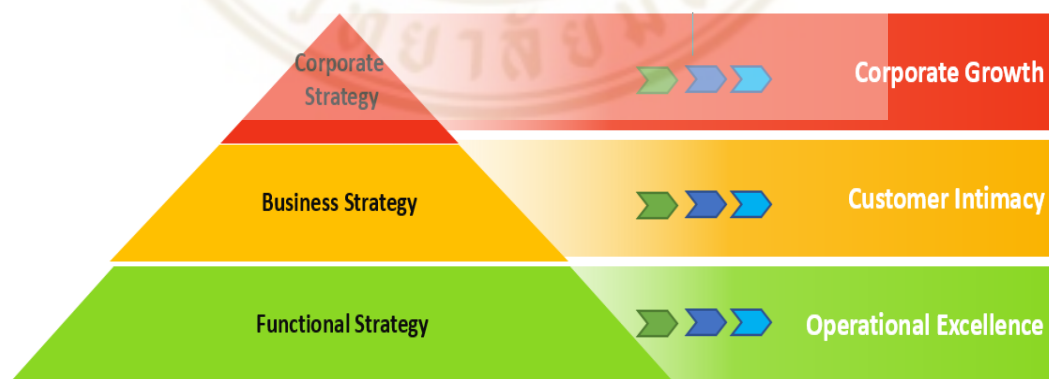 Corporate
Strategy
Corporate Growth
Business Strategy
Customer Intimacy
Functional Strategy
Operational Excellence